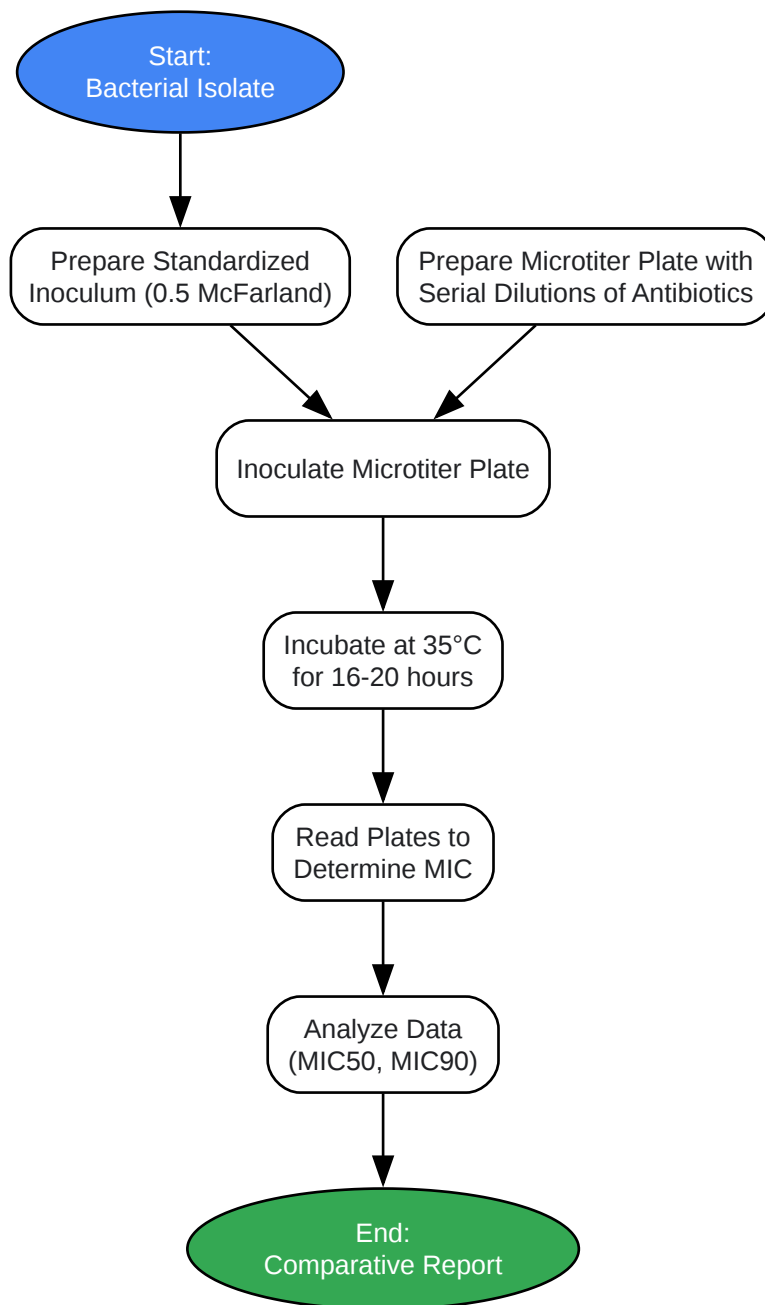 Start:
Bacterial Isolate
Prepare Standardized
Inoculum (0.5 McFarland)
Prepare Microtiter Plate with
Serial Dilutions of Antibiotics
Inoculate Microtiter Plate
Incubate at 35°C
for 16-20 hours
Read Plates to
Determine MIC
Analyze Data
(MIC50, MIC90)
End:
Comparative Report